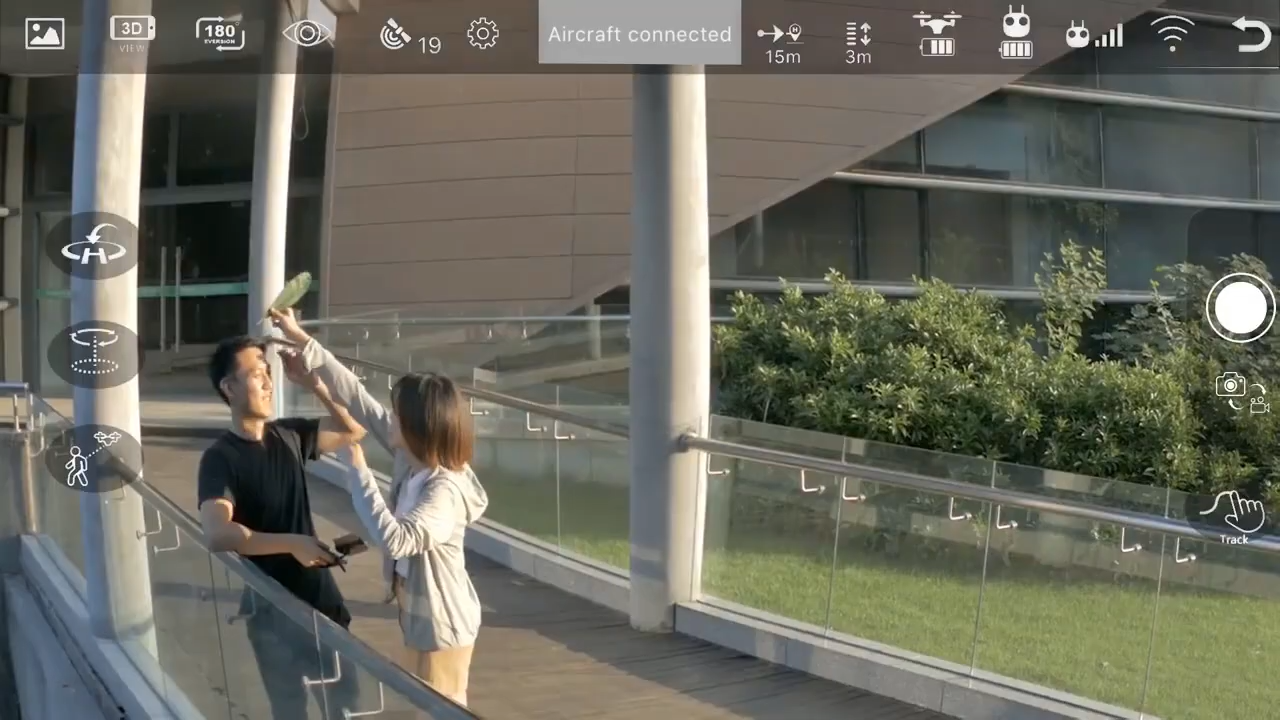 3D
VIEW
180
EVERSION
19
Aircraft connected
H
15m
3m
H
Track